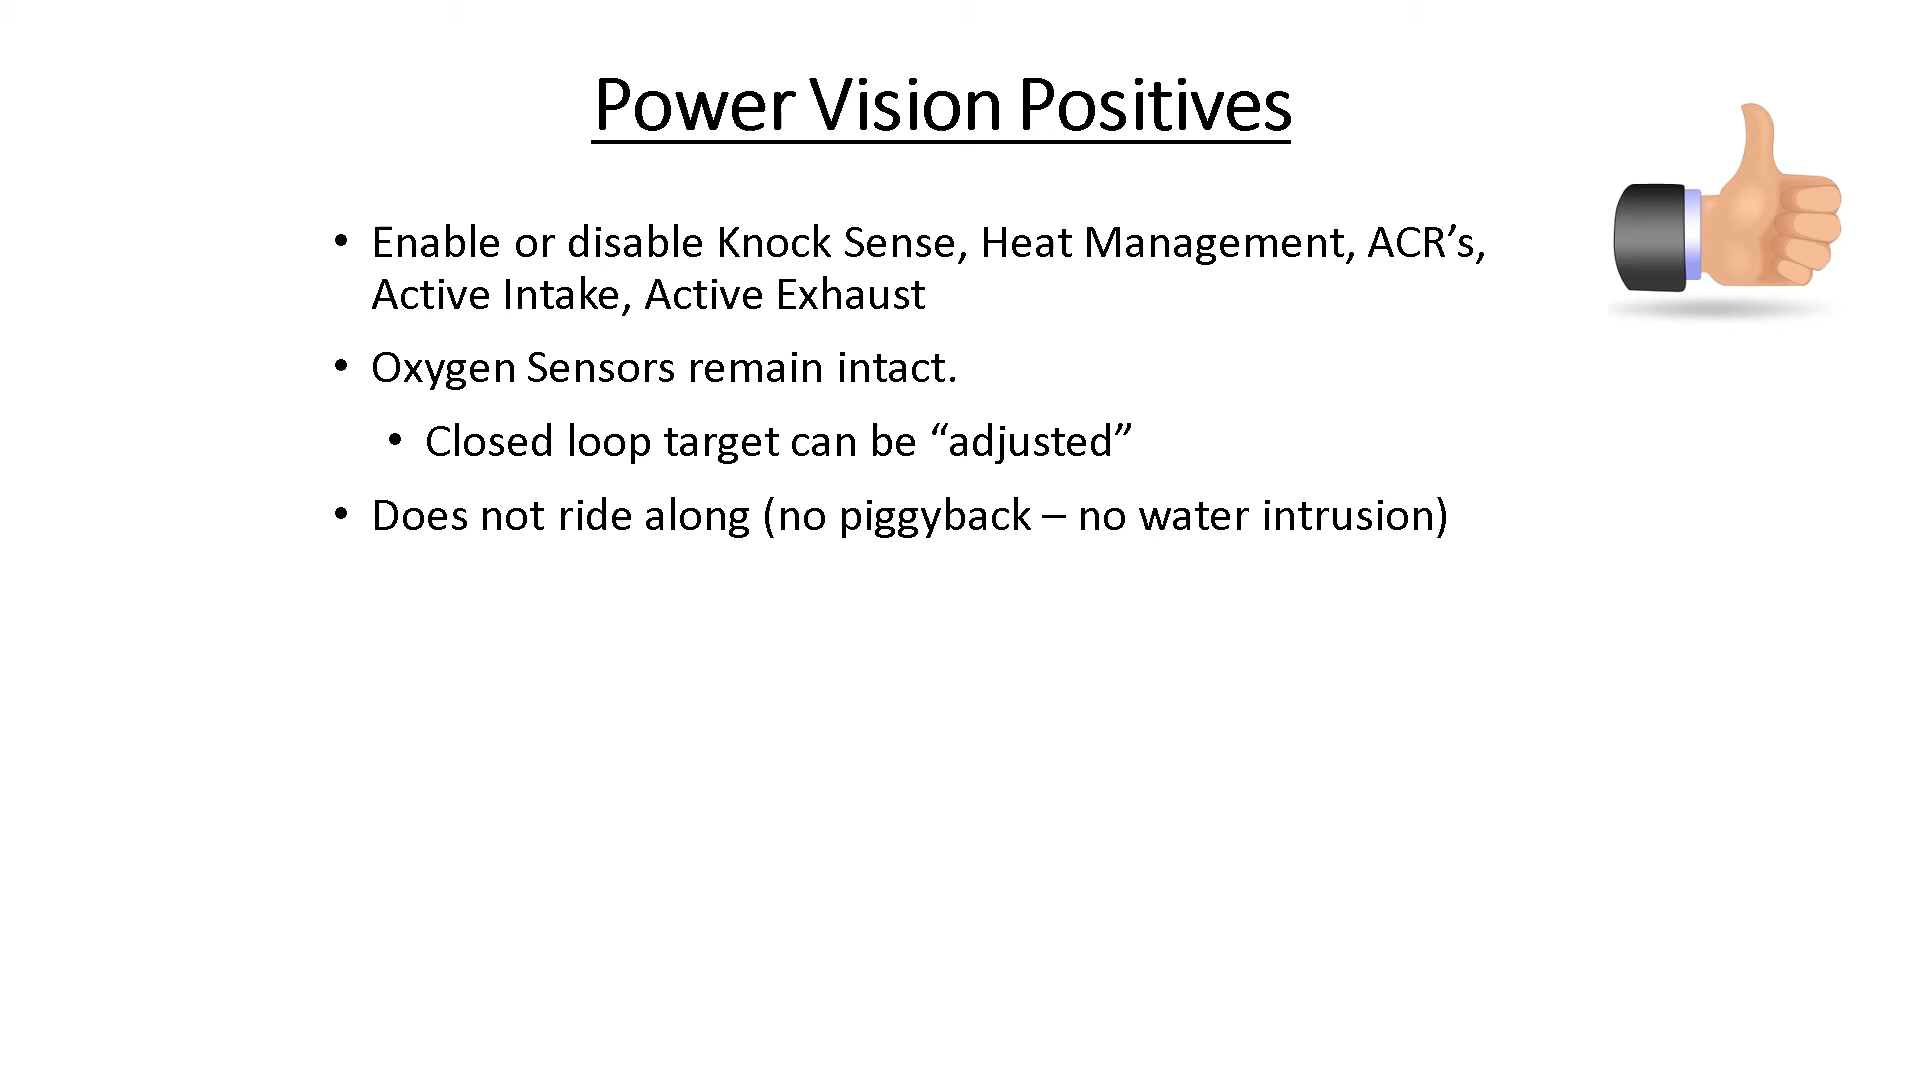 Power Vision Positives
• Enable or disable Knock Sense, Heat Management, ACR’s,
Active Intake, Active Exhaust
• Oxygen Sensors remain intact.
• Closed loop target can be “adjusted”
• Does not ride along (no piggyback – no water intrusion)